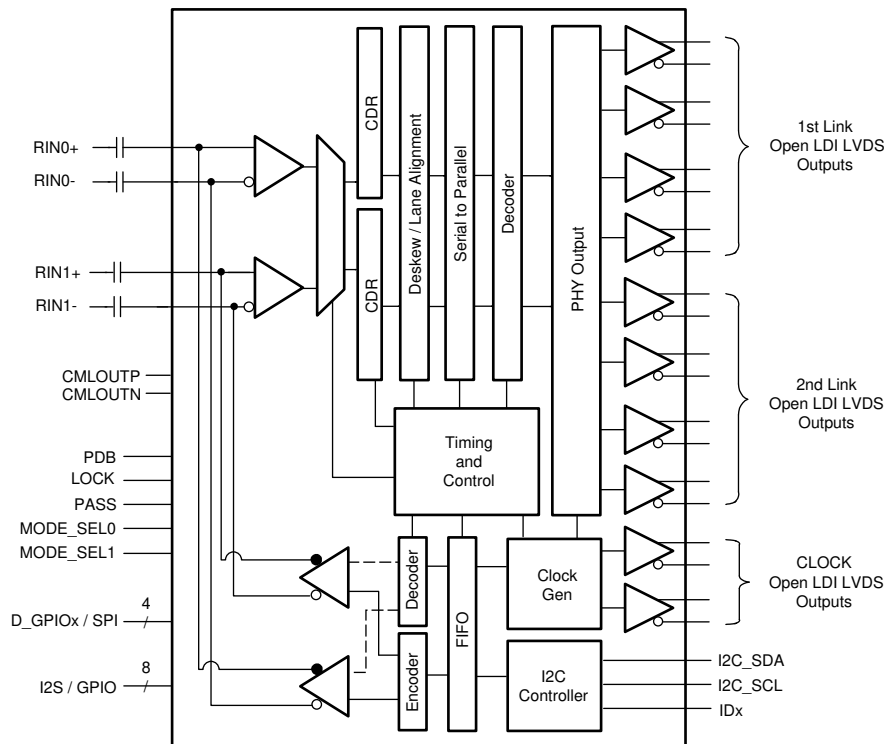 RIN0+
RIN0-
RIN1+
RIN1-
CMLOUTP
CMLOUTN
PDB
LOCK
PASS
MODE_SEL0
MODE_SEL1
4
D_GPIOx / SPI
8
I2S / GPIO
CDR
CDR
Deskew / Lane Alignment
Serial to Parallel
Decoder
PHY Output
Timing
and
Control
Decoder
Encoder
FIFO
Clock
Gen
I2C
Controller
1st Link
Open LDI LVDS
Outputs
2nd Link
Open LDI LVDS
Outputs
CLOCK
Open LDI LVDS
Outputs
I2C_SDA
I2C_SCL
IDx